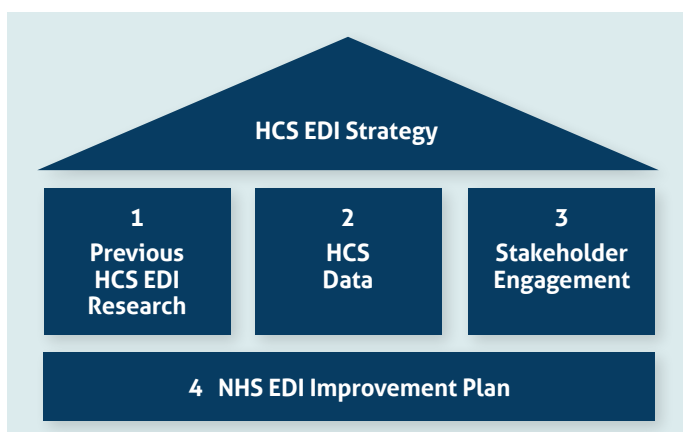 HCS EDI Strategy
1
Previous
HCS EDI
Research
2
HCS
Data
3
Stakeholder
Engagement
4 NHS EDI Improvement Plan